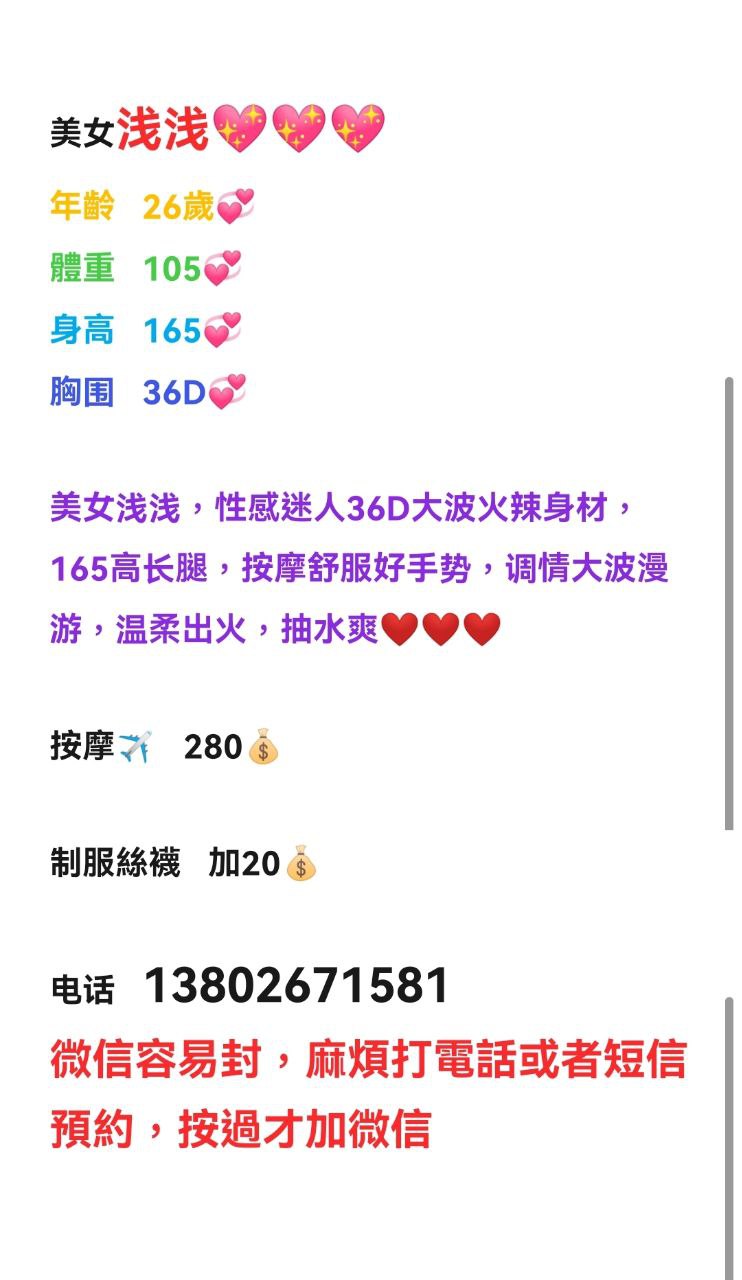 美女浅浅💖💖💖
年齡 26歲💞
體重 105💞
身高 165💞
胸围 36D💞
美女浅浅，性感迷人36D大波火辣身材，
165高长腿，按摩舒服好手势，调情大波漫
游，温柔出火，抽水爽❤️❤️❤️
按摩✈️ 280💰
制服絲襪 加20💰
电话 13802671581
微信容易封，麻煩打電話或者短信
預約，按過才加微信